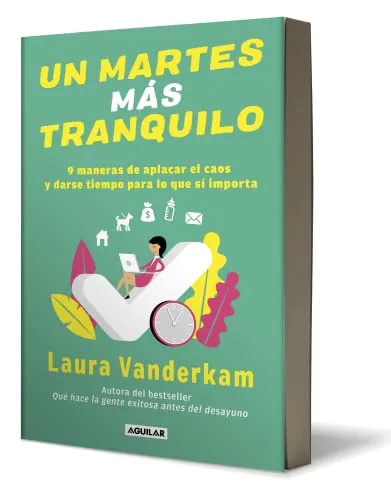 UN MARTES
MÁS
TRANQUILO
9 maneras de aplacar el caos
y darse tiempo para lo que sí importa
$
Laura Vanderkam
Autora del bestseller
Qué hace la gente exitosa antes del desayuno
AGUILAR